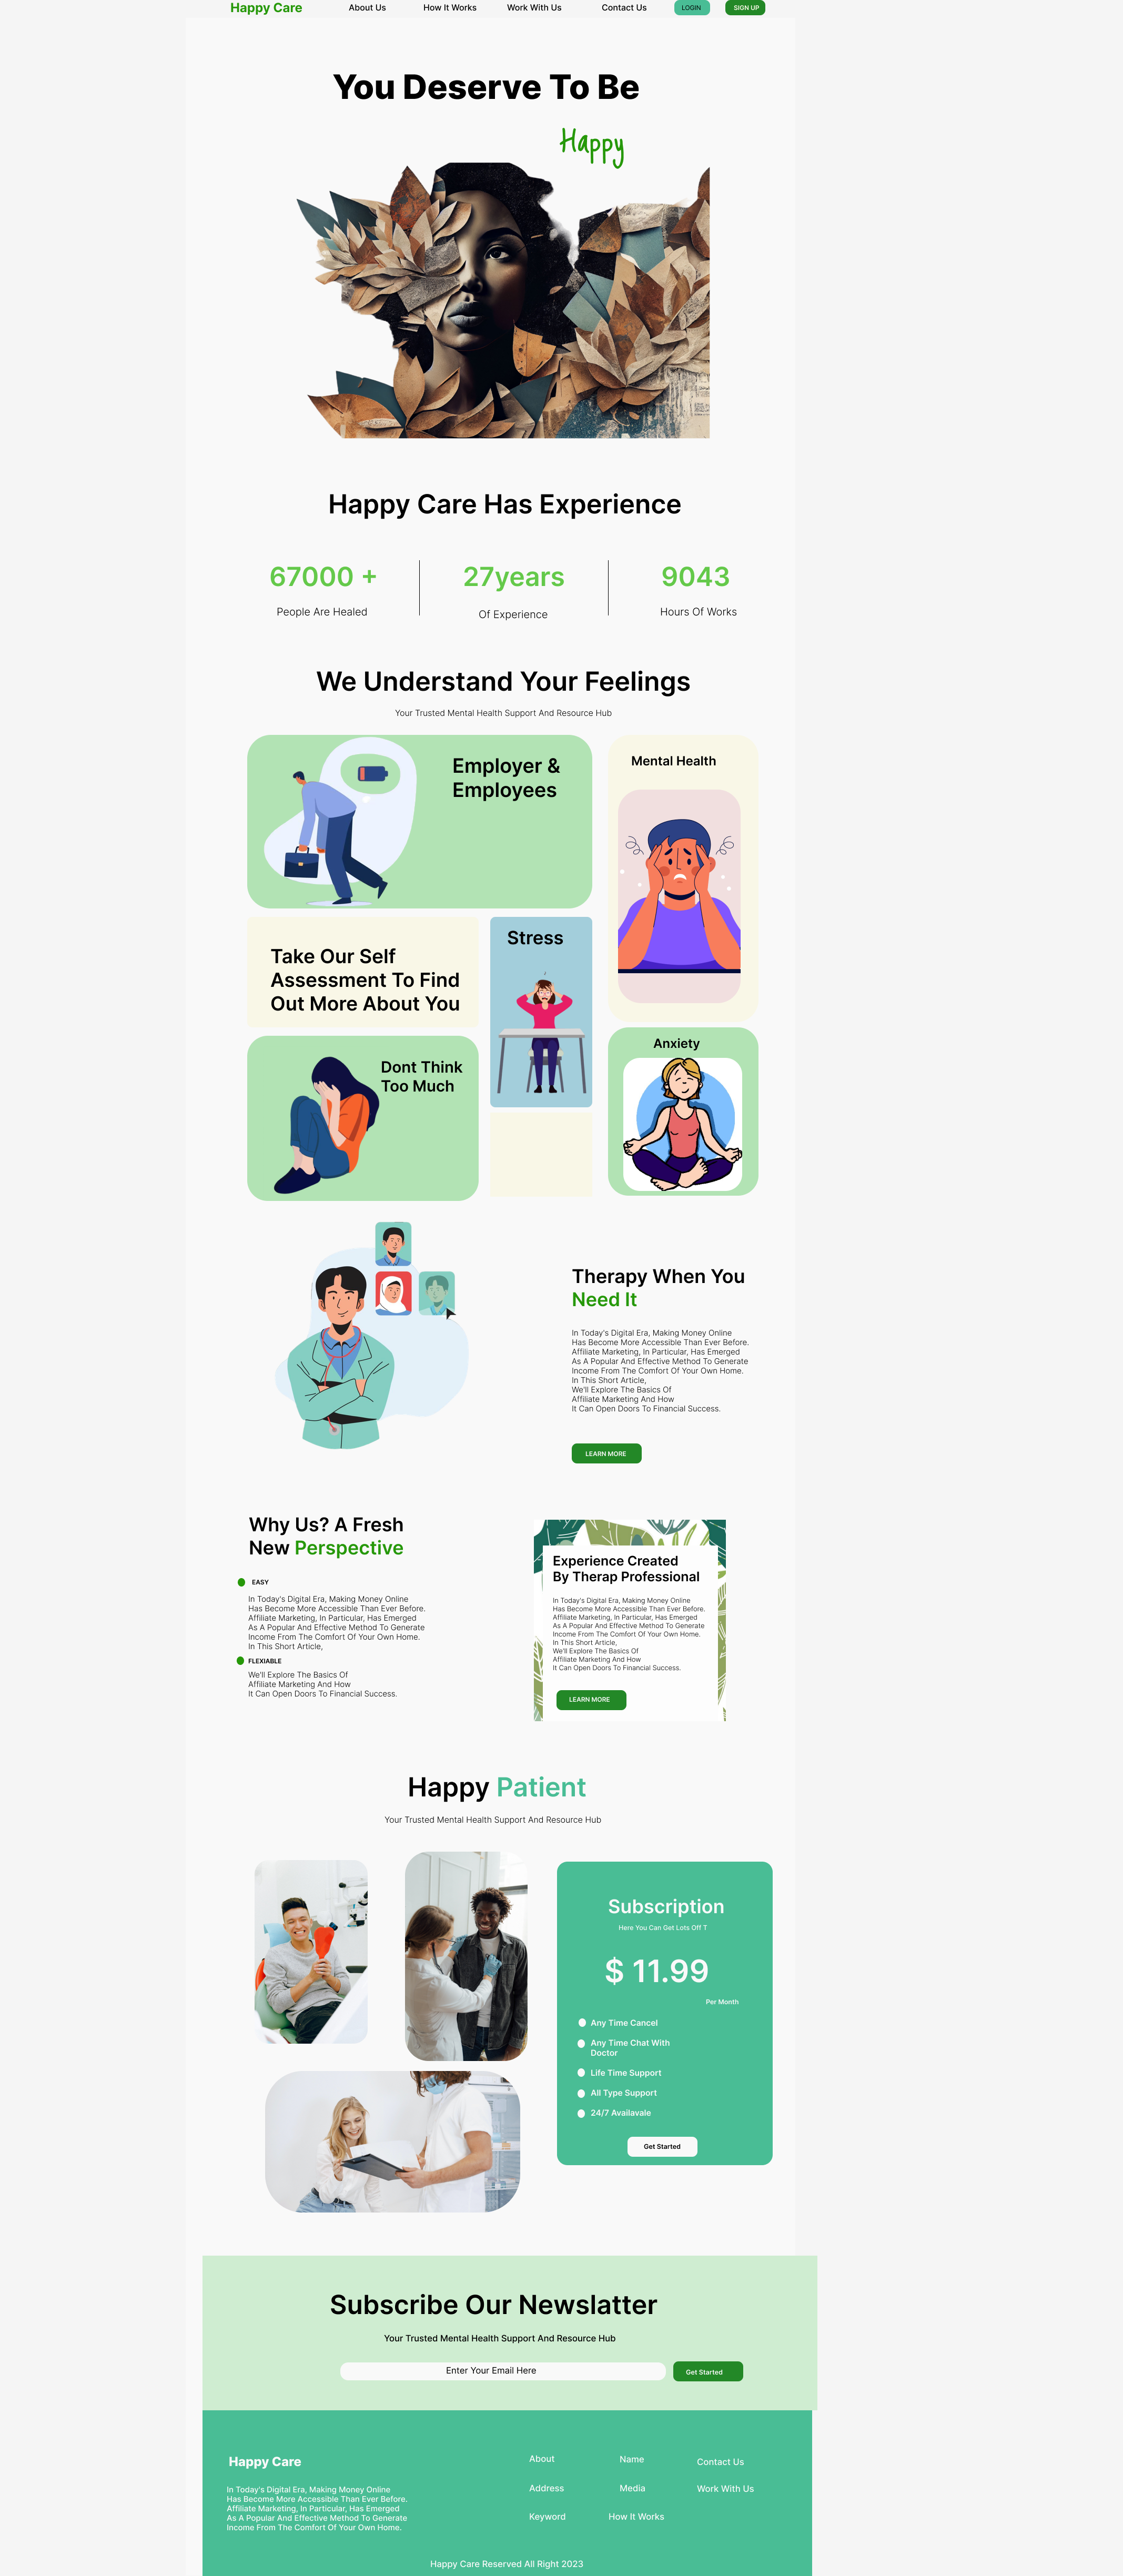 Happy Care
About Us
How It Works
Work With Us
Contact Us
LOGIN
SIGN UP
You Deserve To Be
Happy
Happy Care Has Experience
67000 +
People Are Healed
27years
Of Experience
9043
Hours Of Works
We Understand Your Feelings
Your Trusted Mental Health Support And Resource Hub
Employer &
Employees
Mental Health
Take Our Self
Assessment To Find
Out More About You
Stress
Dont Think
Too Much
Anxiety
Therapy When You
Need It
In Today's Digital Era, Making Money Online
Has Become More Accessible Than Ever Before.
Affiliate Marketing, In Particular, Has Emerged
As A Popular And Effective Method To Generate
Income From The Comfort Of Your Own Home.
In This Short Article,
We'll Explore The Basics Of
Affiliate Marketing And How
It Can Open Doors To Financial Success.
LEARN MORE
Why Us? A Fresh
New Perspective
EASY
In Today's Digital Era, Making Money Online
Has Become More Accessible Than Ever Before.
Affiliate Marketing, In Particular, Has Emerged
As A Popular And Effective Method To Generate
Income From The Comfort Of Your Own Home.
In This Short Article,
FLEXIABLE
We'll Explore The Basics Of
Affiliate Marketing And How
It Can Open Doors To Financial Success.
Experience Created
By Therap Professional
In Today's Digital Era, Making Money Online
Has Become More Accessible Than Ever Before.
Affiliate Marketing, In Particular, Has Emerged
As A Popular And Effective Method To Generate
Income From The Comfort Of Your Own Home.
In This Short Article,
We'll Explore The Basics Of
Affiliate Marketing And How
It Can Open Doors To Financial Success.
LEARN MORE
Happy Patient
Your Trusted Mental Health Support And Resource Hub
Subscription
Here You Can Get Lots Off T
$ 11.99
Per Month
Any Time Cancel
Any Time Chat With
Doctor
Life Time Support
All Type Support
24/7 Availavale
Get Started
Subscribe Our Newslatter
Your Trusted Mental Health Support And Resource Hub
Enter Your Email Here
Get Started
Happy Care
In Today's Digital Era, Making Money Online
Has Become More Accessible Than Ever Before.
Affiliate Marketing, In Particular, Has Emerged
As A Popular And Effective Method To Generate
Income From The Comfort Of Your Own Home.
About
Name
Contact Us
Address
Media
Work With Us
Keyword
How It Works
Happy Care Reserved All Right 2023